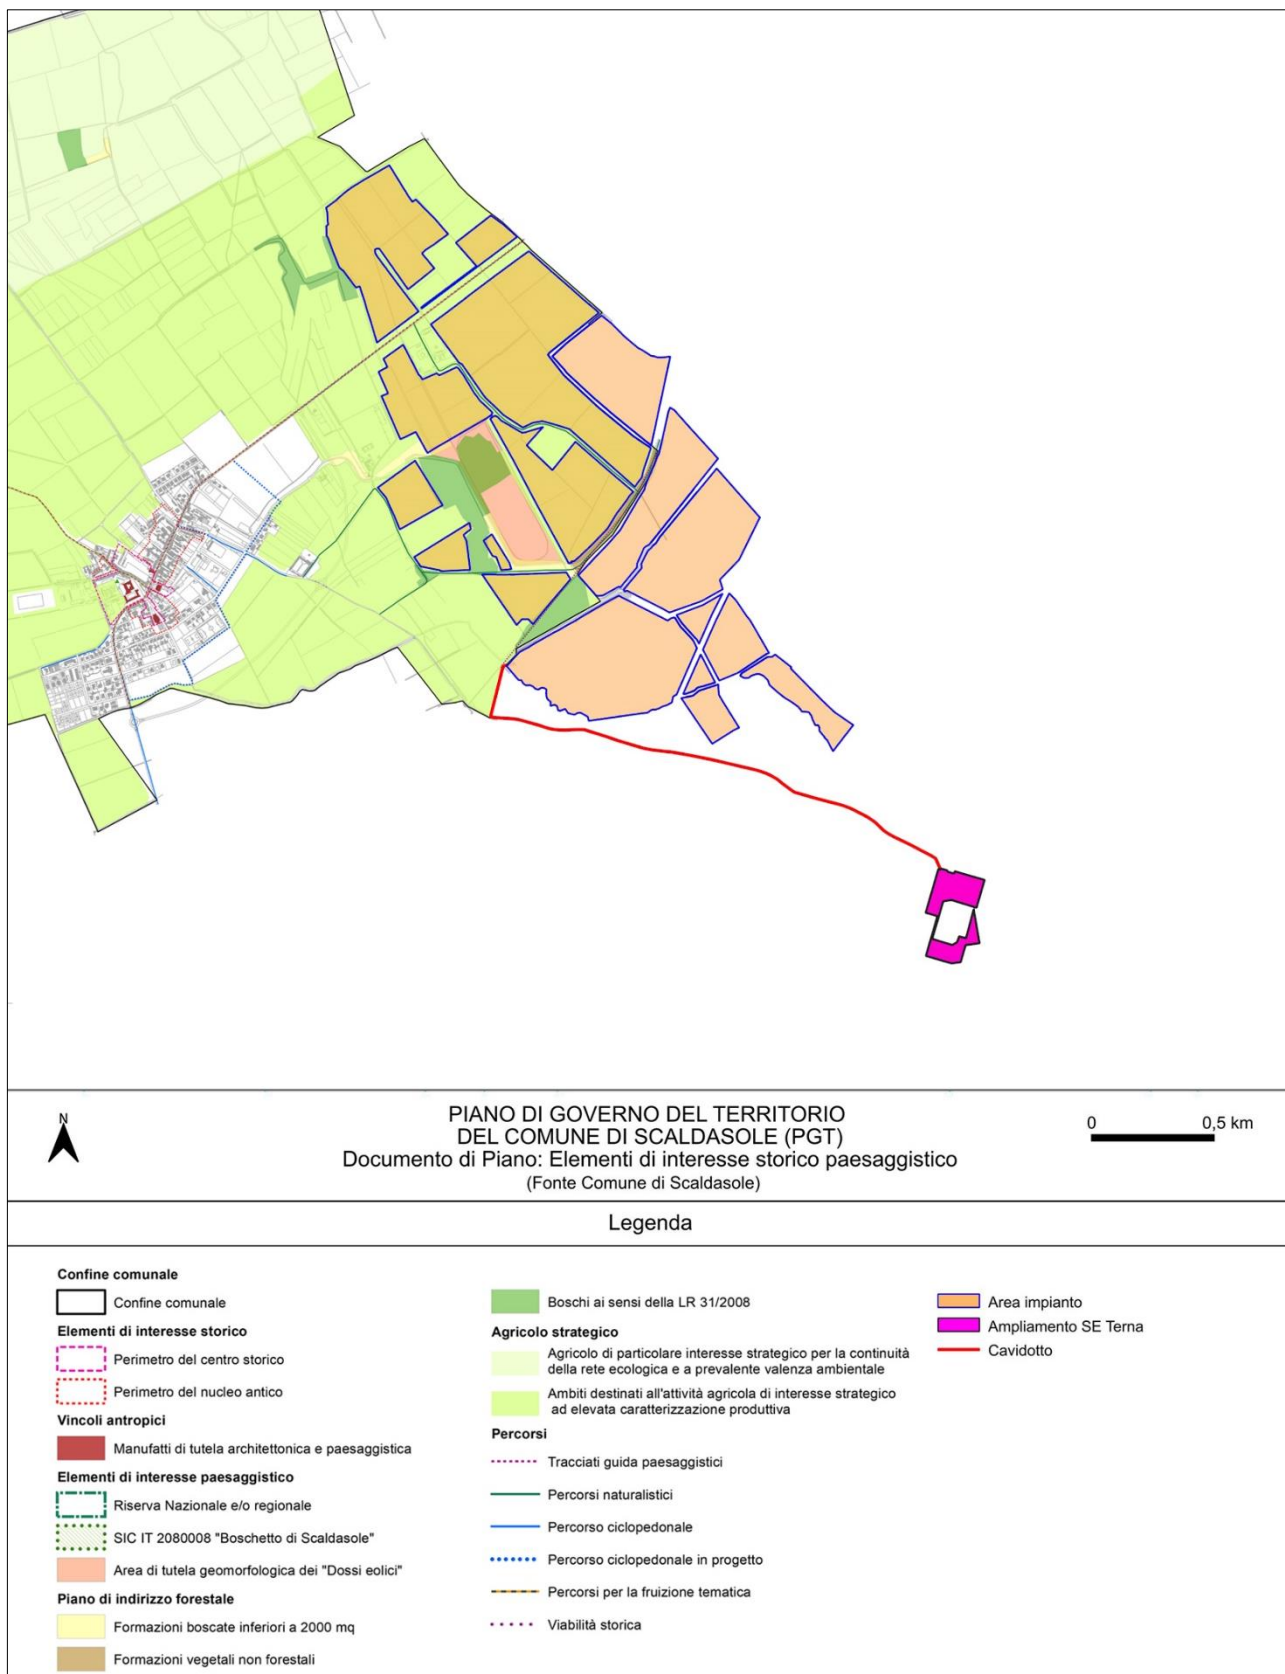 N
PIANO DI GOVERNO DEL TERRITORIO
DEL COMUNE DI SCALDASOLE (PGT)
Documento di Piano: Elementi di interesse storico paesaggistico
(Fonte Comune di Scaldasole)
0 0,5 km
Legenda
Confine comunale
Confine comunale
Elementi di interesse storico
Perimetro del centro storico
Perimetro del nucleo antico
Vincoli antropici
Manufatti di tutela architettonica e paesaggistica
Elementi di interesse paesaggistico
Riserva Nazionale e/o regionale
SIC IT 2080008 "Boschetto di Scaldasole"
Area di tutela geomorfologica dei "Dossi eolici"
Piano di indirizzo forestale
Formazioni boscate inferiori a 2000 mq
Formazioni vegetali non forestali
Boschi ai sensi della LR 31/2008
Agricolo strategico
Agricolo di particolare interesse strategico per la continuità
della rete ecologica e a prevalente valenza ambientale
Ambiti destinati all'attività agricola di interesse strategico
ad elevata caratterizzazione produttiva
Percorsi
Tracciati guida paesaggistici
Percorsi naturalistici
Percorso ciclopedonale
Percorso ciclopedonale in progetto
Percorsi per la fruizione tematica
Viabilità storica
Area impianto
Ampliamento SE Terna
Cavidotto